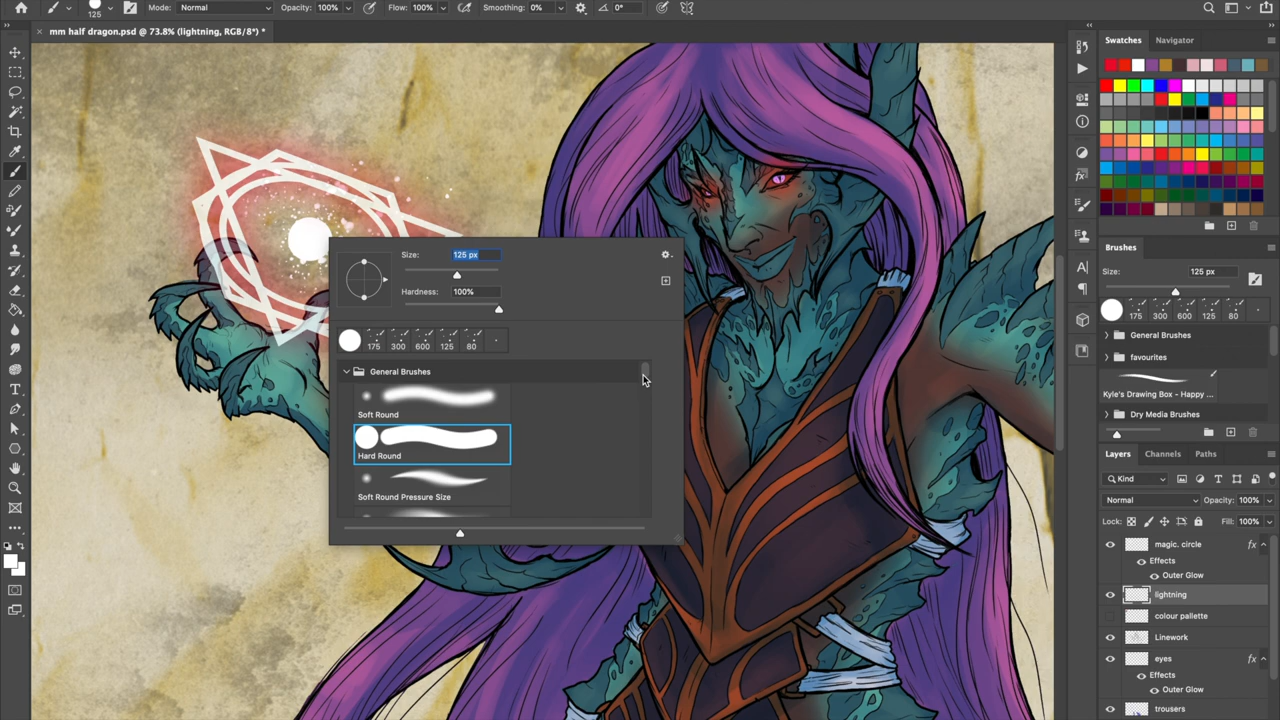 125
Mode: Normal Opacity: 100% Flow: 100% Smoothing: 0% 0°
mm half dragon.psd @ 73.8% (lightning, RGB/8*) *
Size: 125 px
Hardness: 100%
175 300 600 125 80
General Brushes
Soft Round
Hard Round
Soft Round Pressure Size
Swatches Navigator
Brushes
Size: 125 px
175 300 600 125 80
General Brushes
favourites
Kyle's Drawing Box - Happy ...
Dry Media Brushes
Layers Channels Paths
Kind
Normal Opacity: 100%
Lock: Fill: 100%
magic. circle fx
Effects
Outer Glow
lightning
colour pallette
Linework
eyes fx
Effects
Outer Glow
trousers